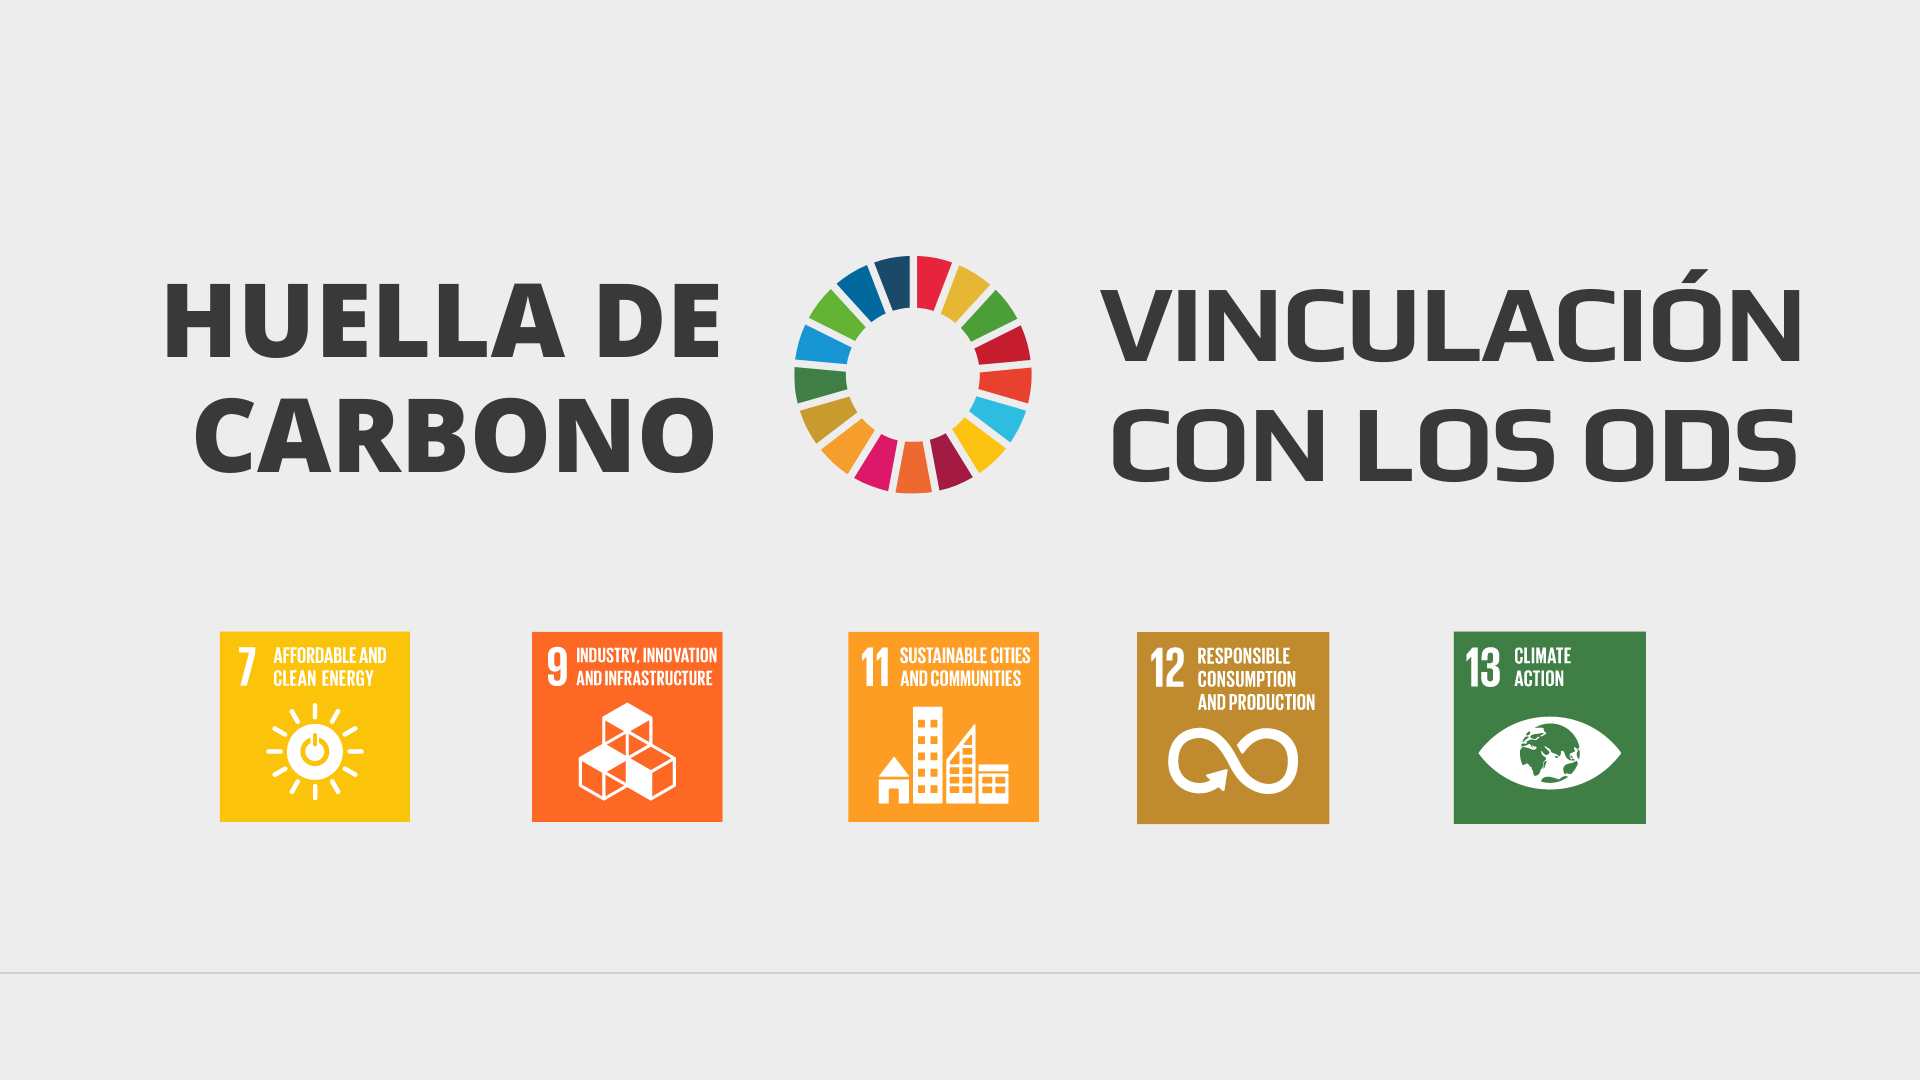 HUELLA DE
CARBONO
VINCULACIÓN
CON LOS ODS
7 AFFORDABLE AND
CLEAN ENERGY
9 INDUSTRY, INNOVATION
AND INFRASTRUCTURE
11 SUSTAINABLE CITIES
AND COMMUNITIES
12 RESPONSIBLE
CONSUMPTION
AND PRODUCTION
13 CLIMATE
ACTION